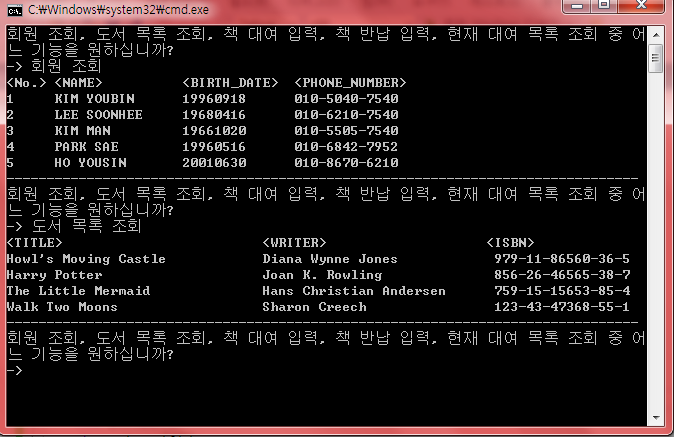 C:\Windows\system32\cmd.exe
회원 조회, 도서 목록 조회, 책 대여 입력, 책 반납 입력, 현재 대여 목록 조회 중 어
느 기능을 원하십니까?
-> 회원 조회
<No.> <NAME> <BIRTH_DATE> <PHONE_NUMBER>
1 KIM YOUBIN 19960918 010-5040-7540
2 LEE SOONHEE 19680416 010-6210-7540
3 KIM MAN 19661020 010-5505-7540
4 PARK SAE 19960516 010-6842-7952
5 HO YOUSIN 20010630 010-8670-6210
--------------------------------------------------------------------------------
회원 조회, 도서 목록 조회, 책 대여 입력, 책 반납 입력, 현재 대여 목록 조회 중 어
느 기능을 원하십니까?
-> 도서 목록 조회
<TITLE> <WRITER> <ISBN>
Howl's Moving Castle Diana Wynne Jones 979-11-86560-36-5
Harry Potter Joan K. Rowling 856-26-46565-38-7
The Little Mermaid Hans Christian Andersen 759-15-15653-85-4
Walk Two Moons Sharon Creech 123-43-47368-55-1
--------------------------------------------------------------------------------
회원 조회, 도서 목록 조회, 책 대여 입력, 책 반납 입력, 현재 대여 목록 조회 중 어
느 기능을 원하십니까?
->